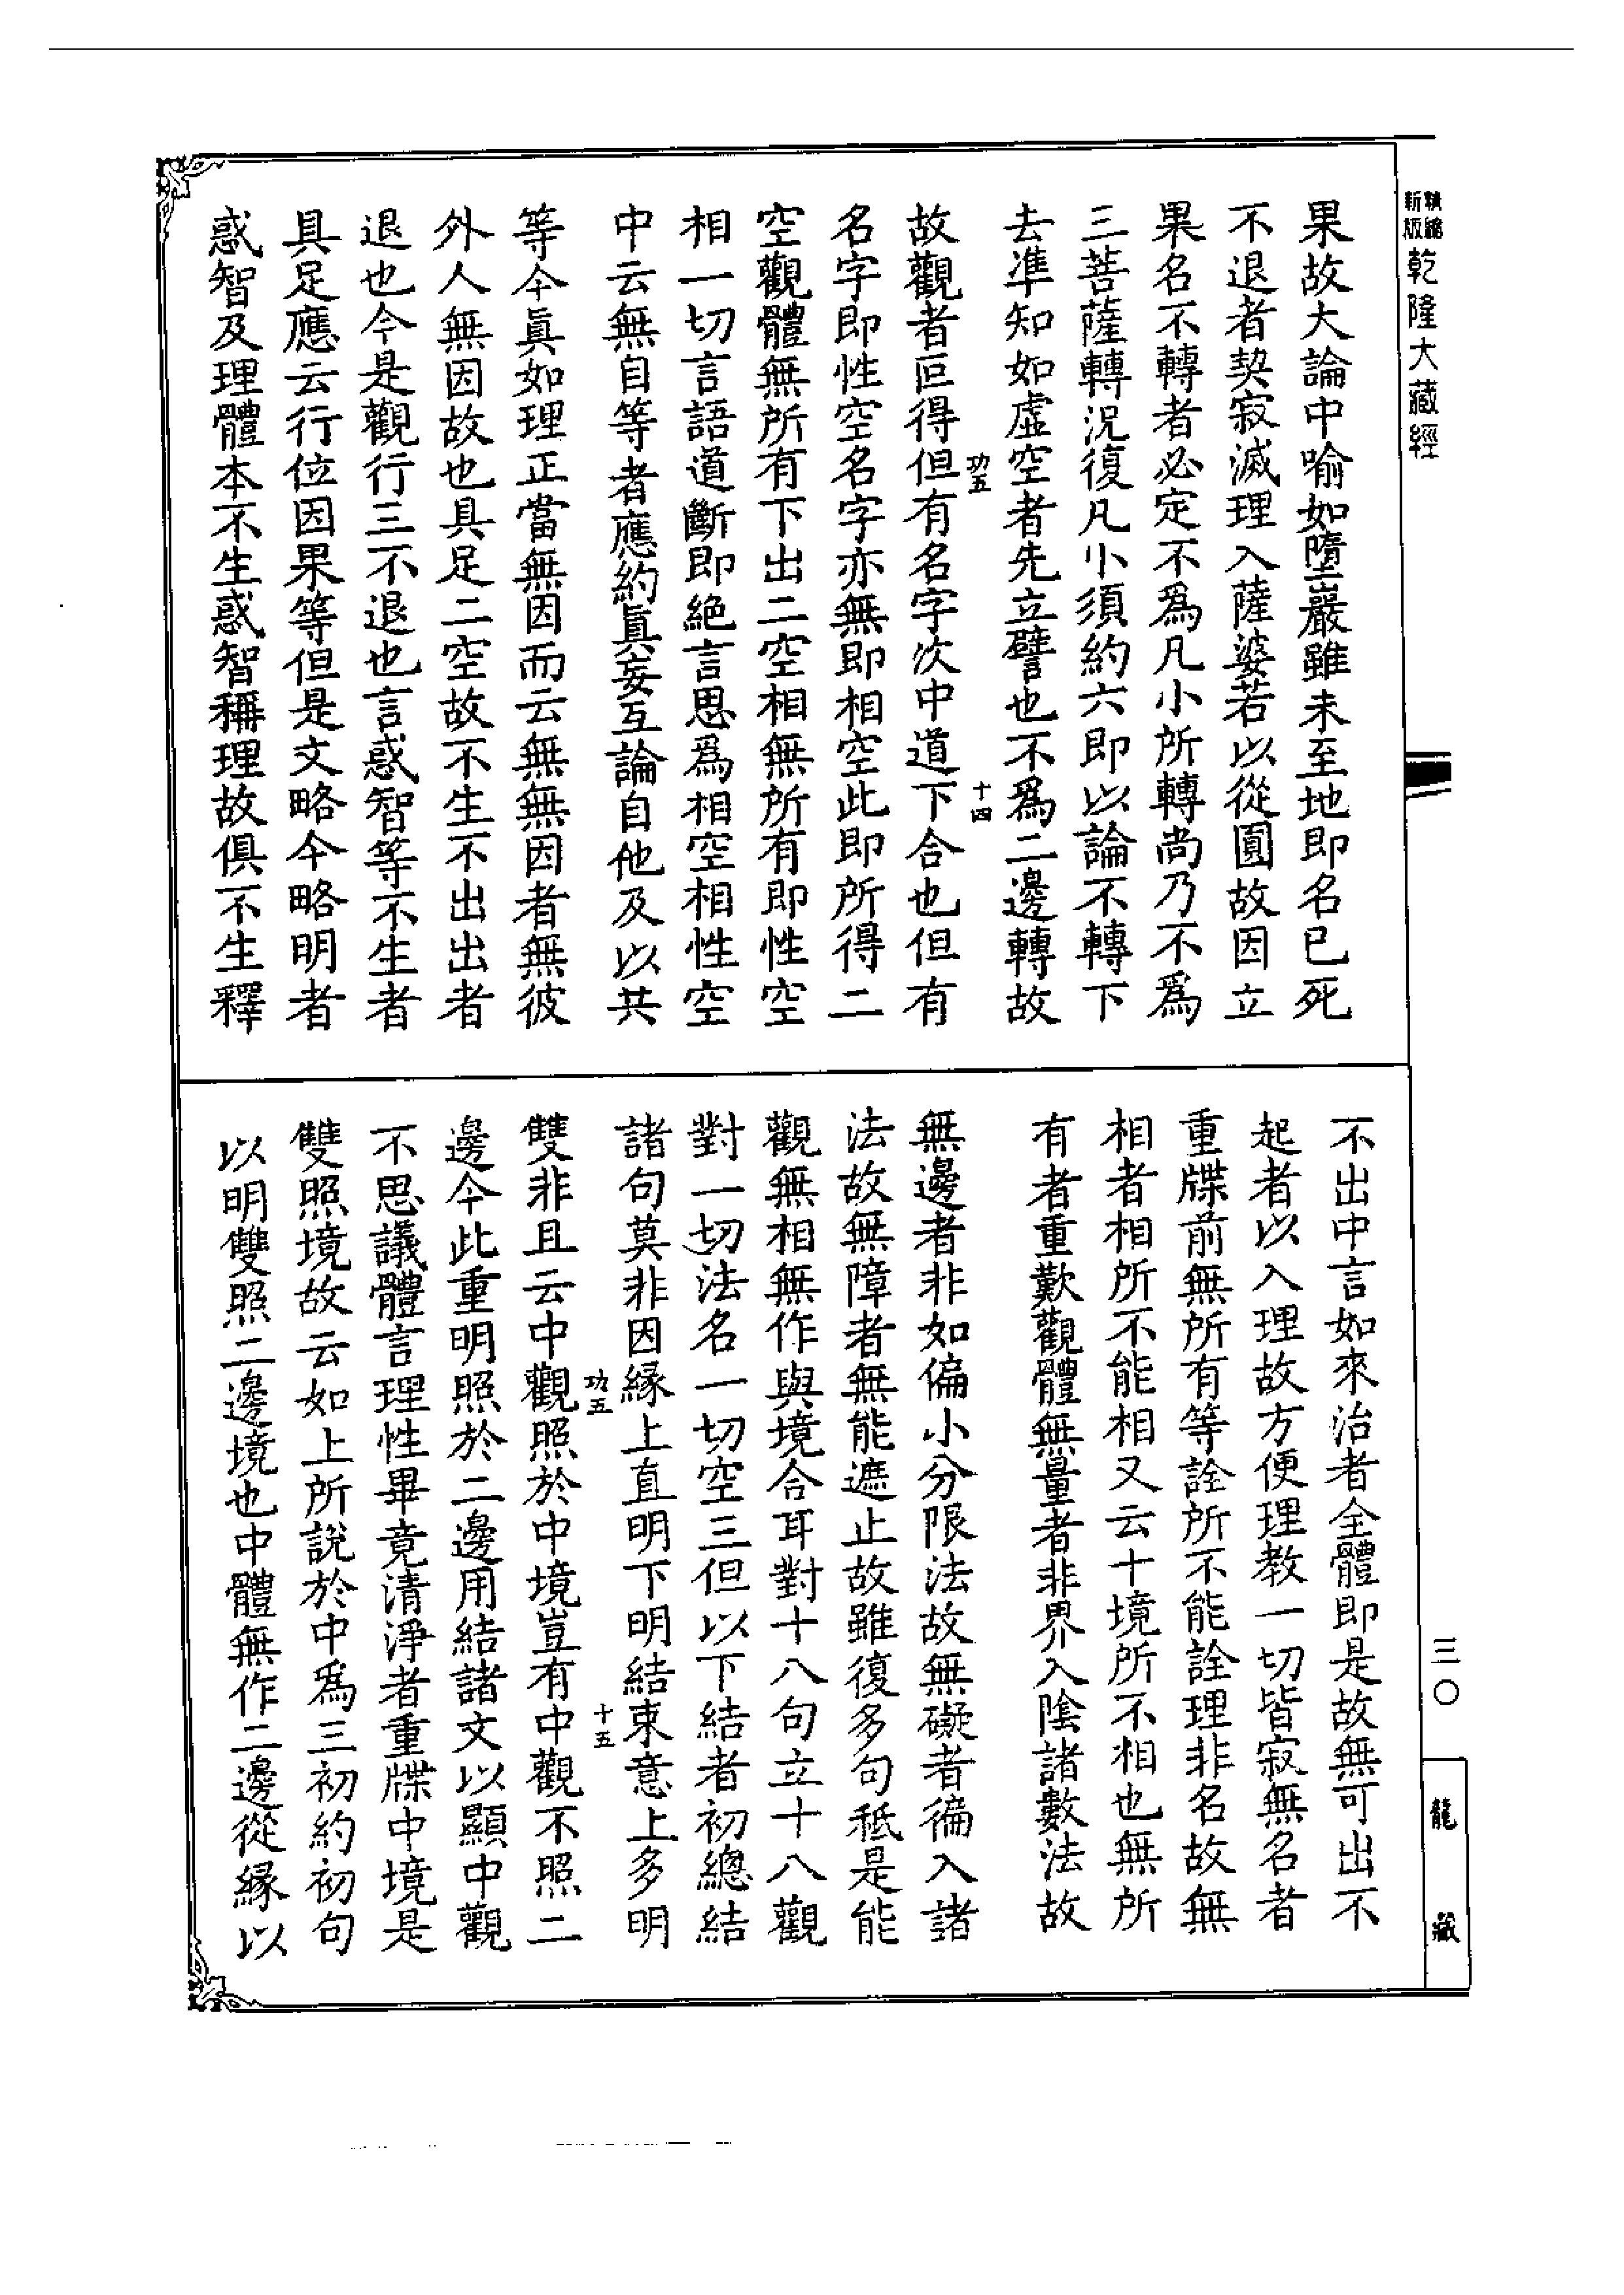 精縮新版 乾隆大藏經
果故大論中喻如墮巖雖未至地即名已死
不退者契寂滅理入薩婆若以從圓故因立
果名不轉者必定不為凡小所轉尚乃不為
三菩薩轉況復凡小須約六即以論不轉下
去準知如虛空者先立譬也不為二邊轉故
功五 十四
故觀者叵得但有名字次中道下合也但有
名字即性空名字亦無即相空此即所得二
空觀體無所有下出二空相無所有即性空
相一切言語道斷即絕言思為相空相性空
中云無自等者應約真妄互論自他及以共
等今真如理正當無因而云無無因者無彼
外人無因故也具足二空故不生不出出者
退也今是觀行三不退也言惑智等不生者
具足應云行位因果等但是文略今略明者
惑智及理體本不生惑智稱理故俱不生釋
不出中言如來治者全體即是故無可出不
起者以入理故方便理教一切皆寂無名者
重牒前無所有等詮所不能詮理非名故無
相者相所不能相又云十境所不相也無所
有者重歎觀體無量者非界入陰諸數法故
無邊者非如偏小分限法故無礙者徧入諸
法故無障者無能遮止故雖復多句秖是能
觀無相無作與境合耳對十八句立十八觀
對一切法名一切空三但以下結者初總結
諸句莫非因緣上直明下明結束意上多明
功五 十五
雙非且云中觀照於中境豈有中觀不照二
邊今此重明照於二邊用結諸文以顯中觀
不思議體言理性畢竟清淨者重牒中境是
雙照境故云如上所說於中為三初約初句
以明雙照二邊境也中體無作二邊從緣以
三〇
龍藏